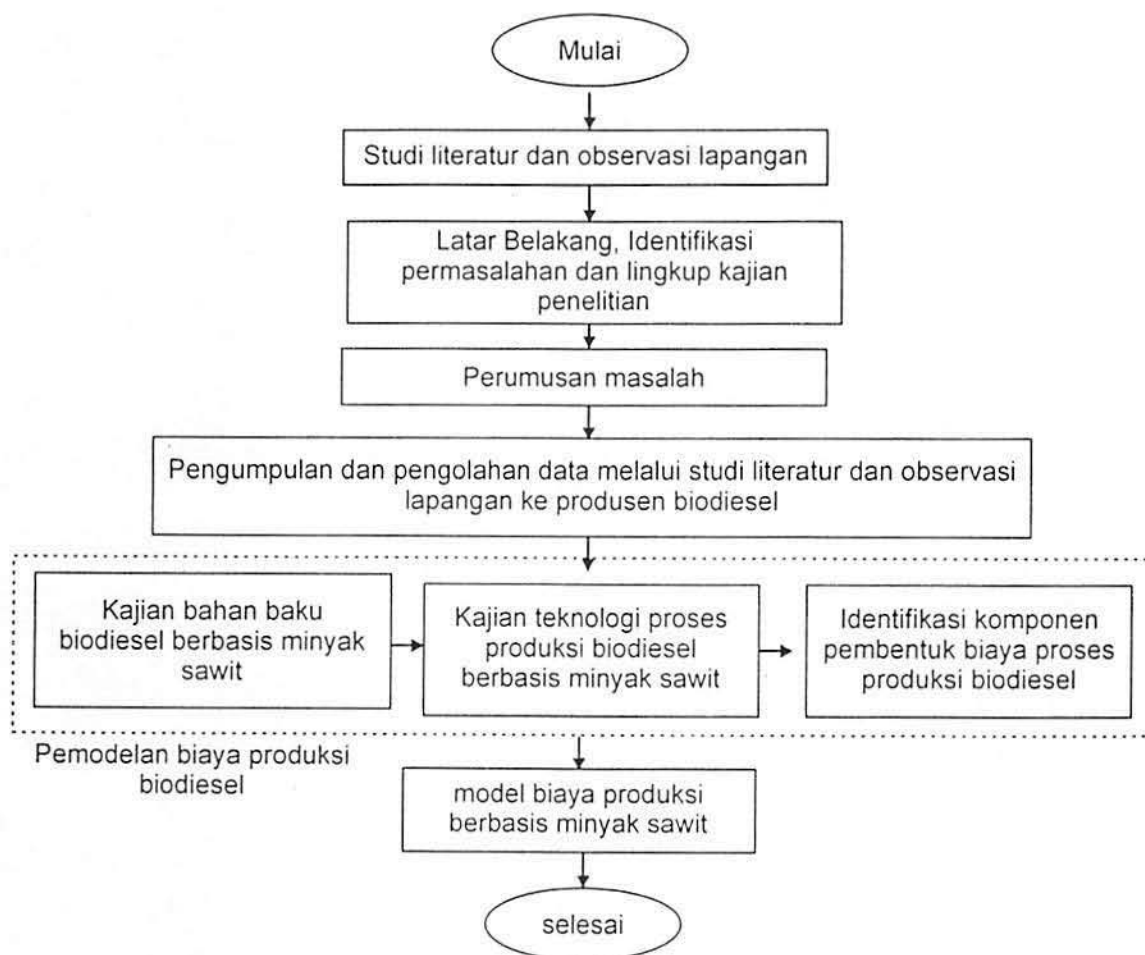 Mulai
Studi literatur dan observasi lapangan
Latar Belakang, Identifikasi
permasalahan dan lingkup kajian
penelitian
Perumusan masalah
Pengumpulan dan pengolahan data melalui studi literatur dan observasi
lapangan ke produsen biodiesel
Kajian bahan baku
biodiesel berbasis minyak
sawit
Kajian teknologi proses
produksi biodiesel
berbasis minyak sawit
Identifikasi komponen
pembentuk biaya proses
produksi biodiesel
Pemodelan biaya produksi
biodiesel
model biaya produksi
berbasis minyak sawit
selesai